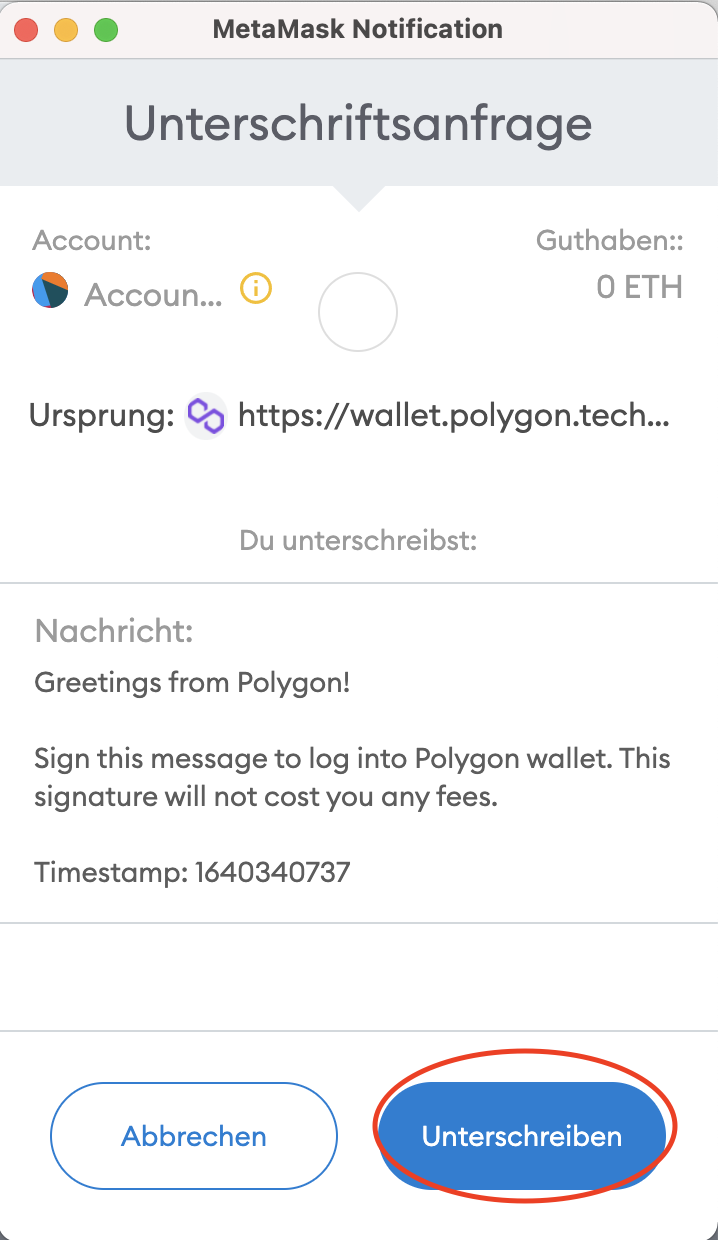 MetaMask Notification
Unterschriftsanfrage
Account:
Guthaben::
Accoun...
0 ETH
Ursprung: https://wallet.polygon.tech...
Du unterschreibst:
Nachricht:
Greetings from Polygon!
Sign this message to log into Polygon wallet. This
signature will not cost you any fees.
Timestamp: 1640340737
Abbrechen
Unterschreiben